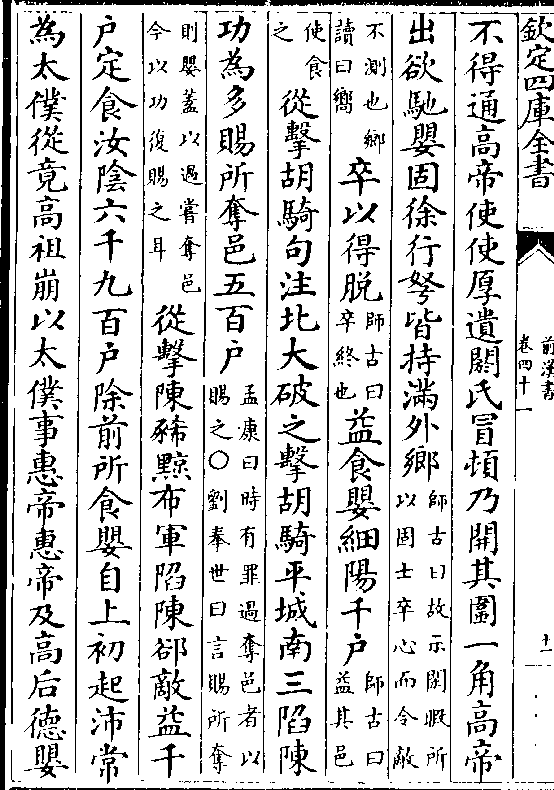 欽定四庫全書
前漢書
卷四十一
十一
不得通高帝使使厚遺閼氏冒頓乃開其圍一角高帝
出欲馳嬰固徐行弩皆持滿外鄉
師古曰故示閒暇所
以固士卒心而令敵
不測也鄉
讀曰嚮
卒以得脫
師古曰
卒終也
益食嬰細陽千户
師古曰
益其邑
使食
之
從擊胡騎句注北大破之擊胡騎平城南三陷陳
功為多賜所奪邑五百户
孟康曰時有罪過奪邑者以
賜之○劉奉世曰言賜所奪
則嬰蓋以過嘗奪邑
今以功復賜之耳
從擊陳豨黥布軍陷陳郤敵益千
户定食汝陰六千九百户除前所食嬰自上初起沛常
為太僕從竟高祖崩以太僕事惠帝惠帝及高后德嬰